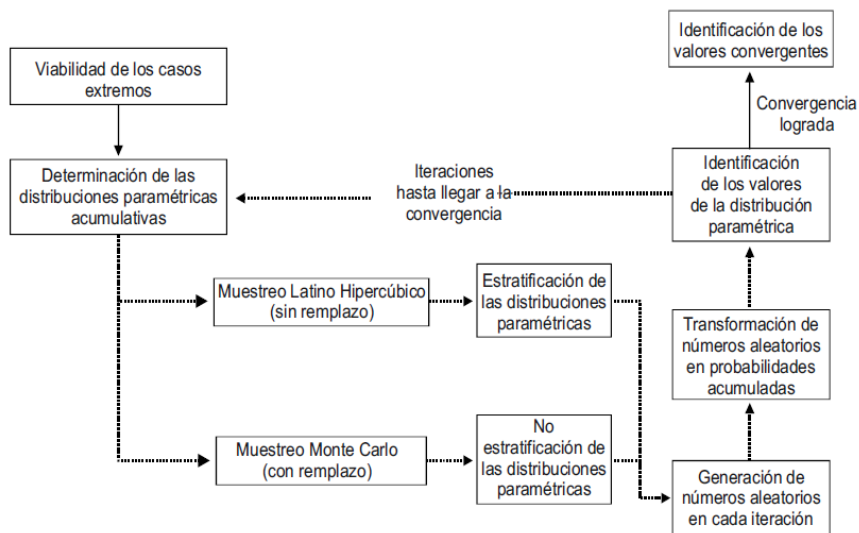 Viabilidad de los casos
extremos
Determinación de las
distribuciones paramétricas
acumulativas
Muestreo Latino Hipercúbico
(sin remplazo)
Estratificación de
las distribuciones
paramétricas
Muestreo Monte Carlo
(con remplazo)
No
estratificación de
las distribuciones
paramétricas
Generación de
números aleatorios
en cada iteración
Transformación de
números aleatorios
en probabilidades
acumuladas
Identificación
de los valores
de la distribución
paramétrica
Iteraciones
hasta llegar a la
convergencia
Convergencia
lograda
Identificación de los
valores convergentes